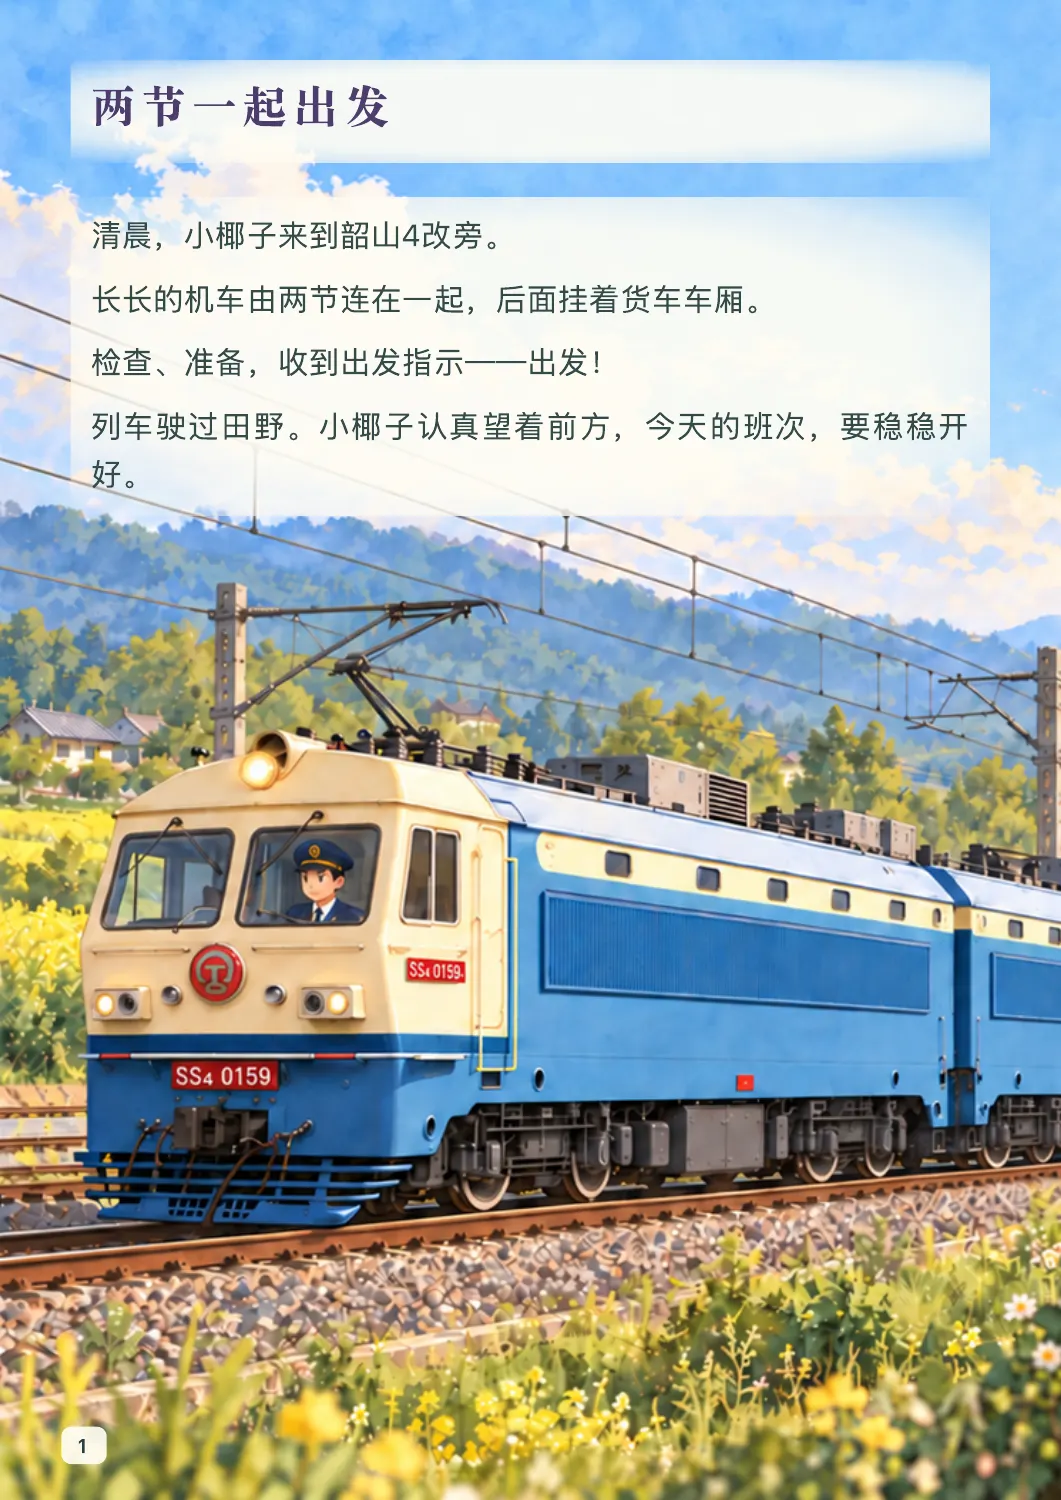 两节一起出发
清晨，小椰子来到韶山4改旁。
长长的机车由两节连在一起，后面挂着货车车厢。
检查、准备，收到出发指示——出发！
列车驶过田野。小椰子认真望着前方，今天的班次，要稳稳开
好。
SS4 0159
SS4 0159
1